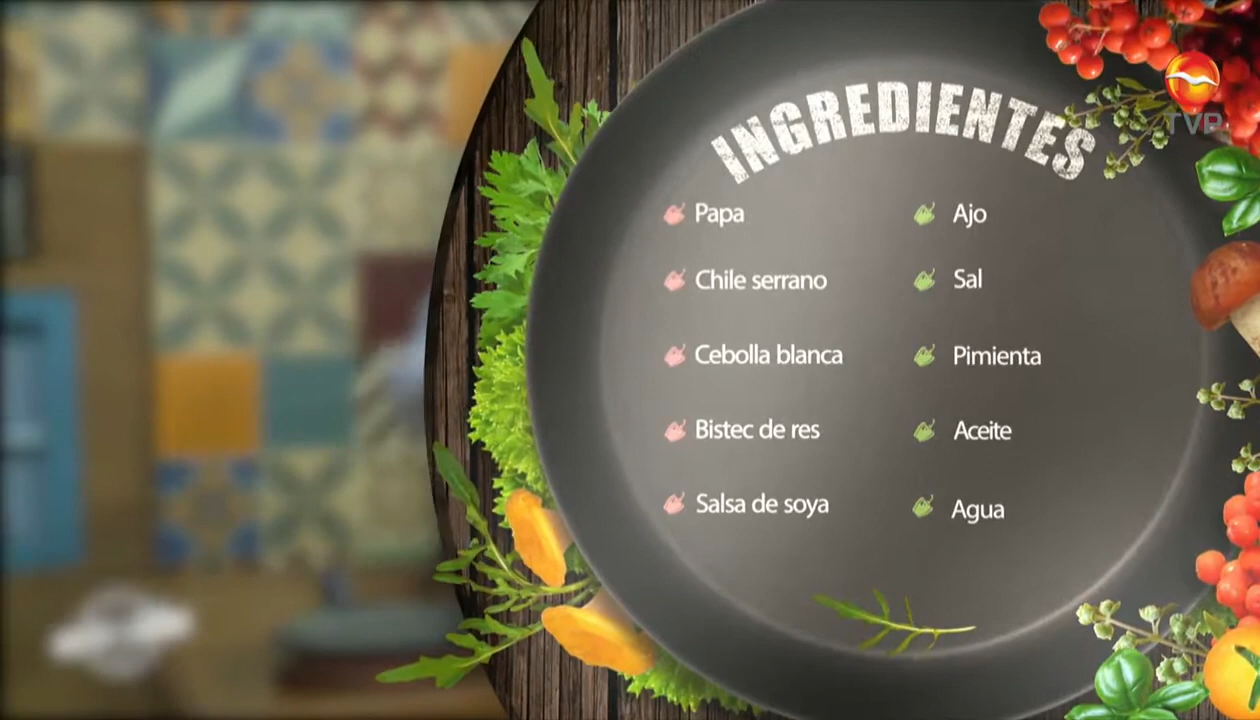 INGREDIENTES
Papa
Chile serrano
Cebolla blanca
Bistec de res
Salsa de soya
Ajo
Sal
Pimienta
Aceite
Agua
TVP